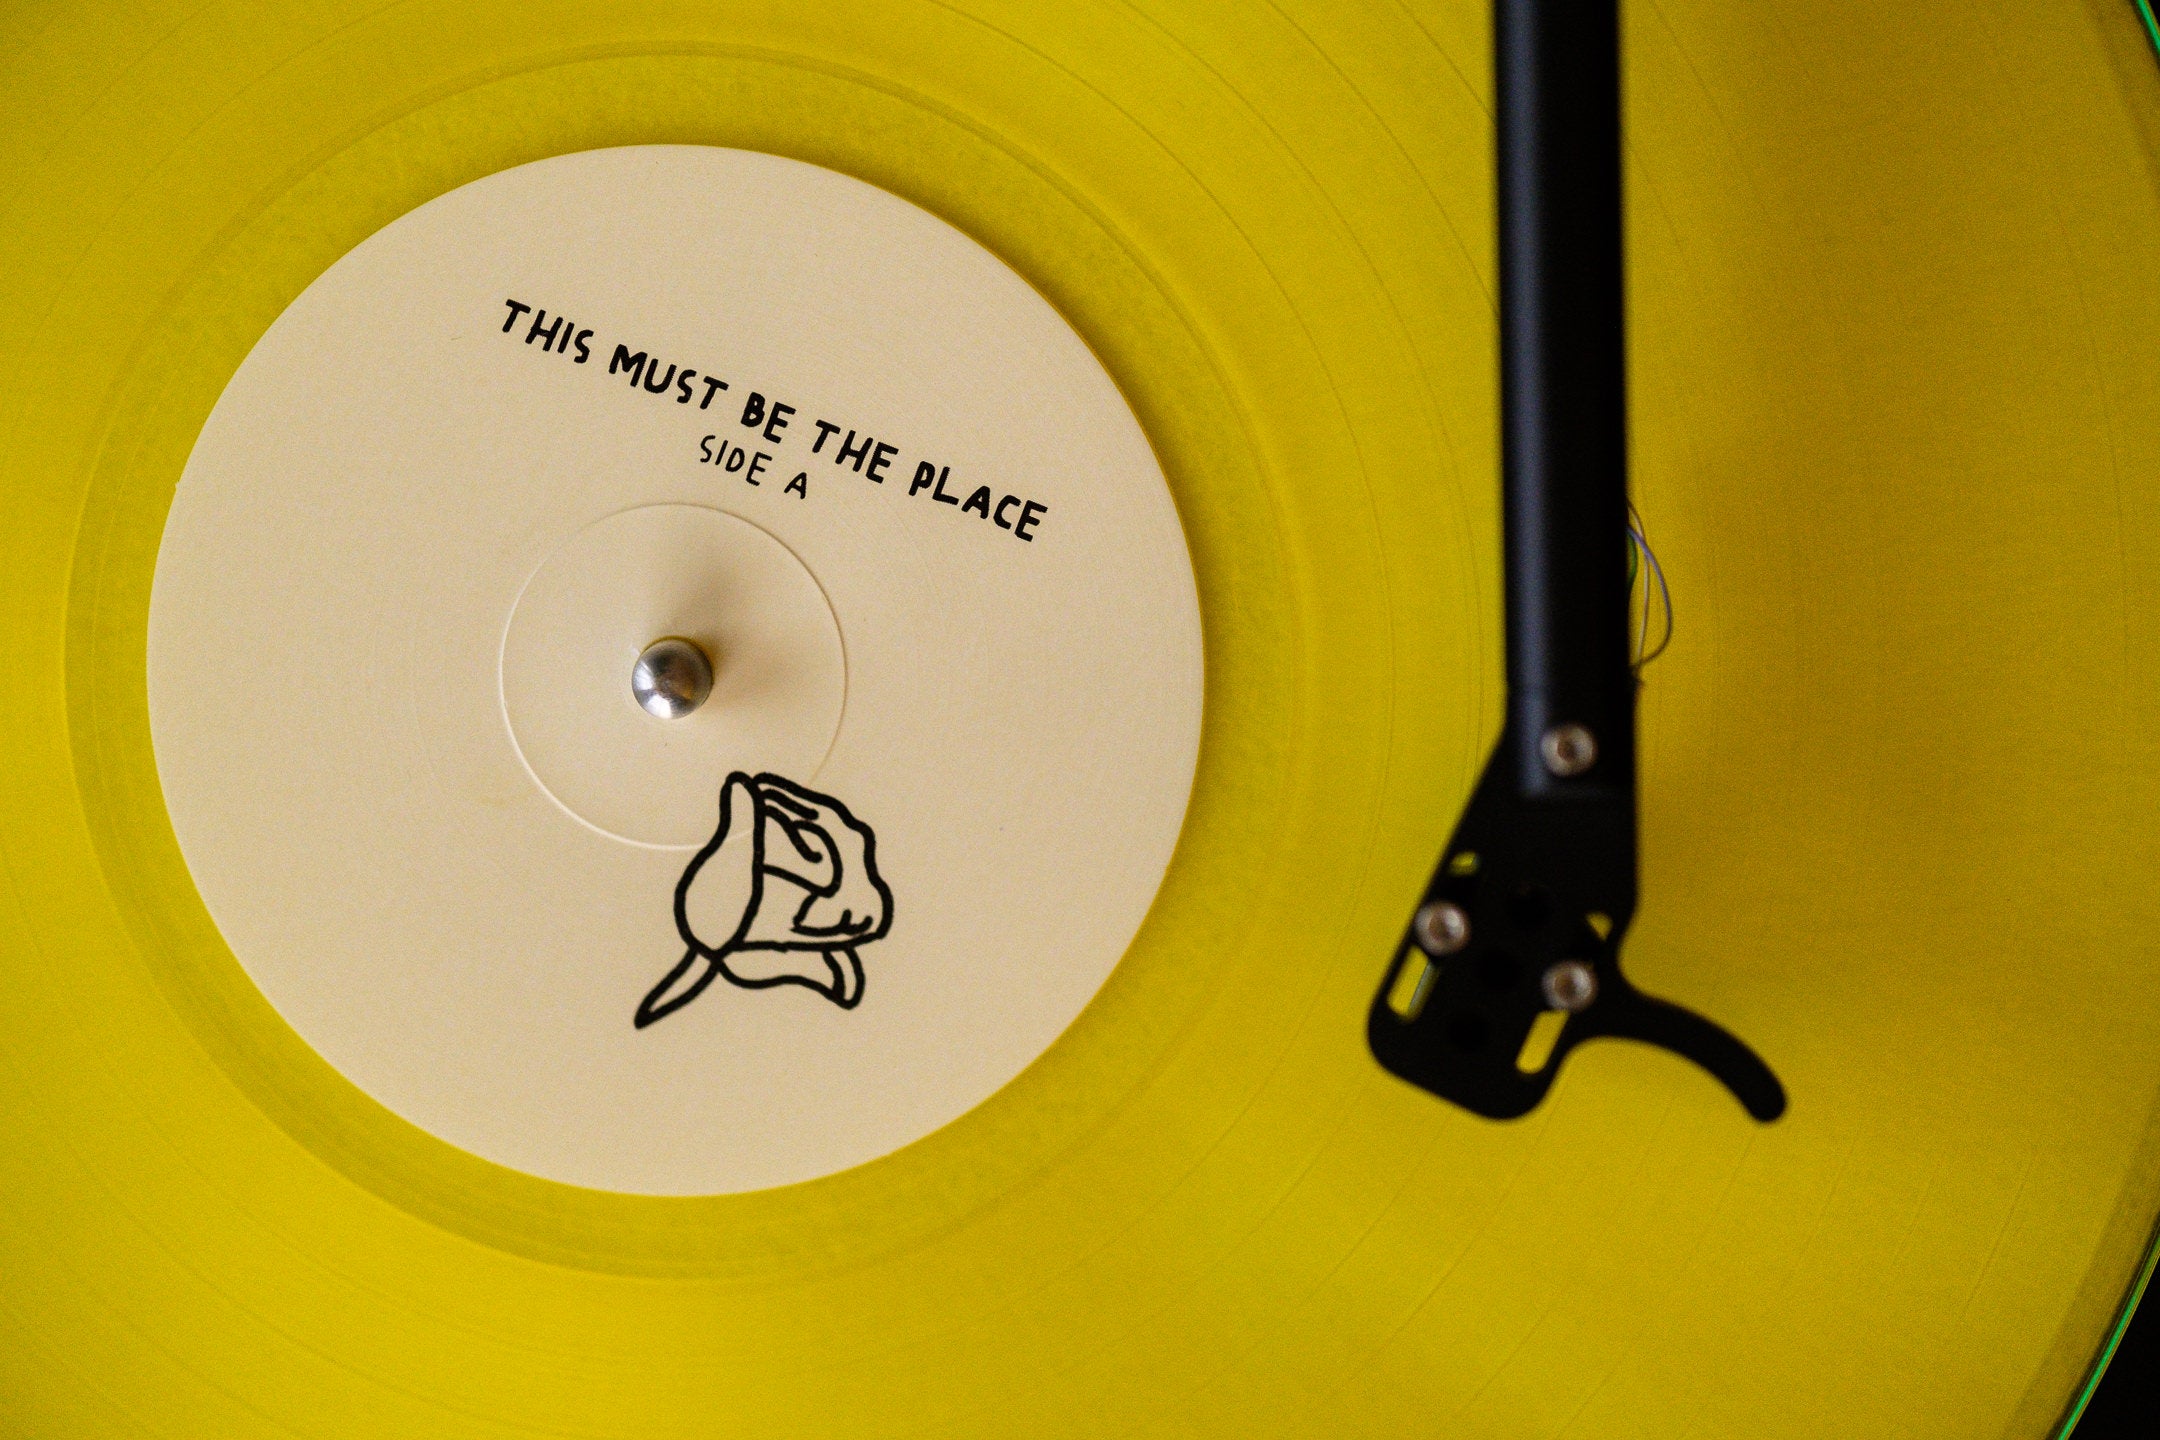 THIS MUST BE THE PLACE
SIDE A